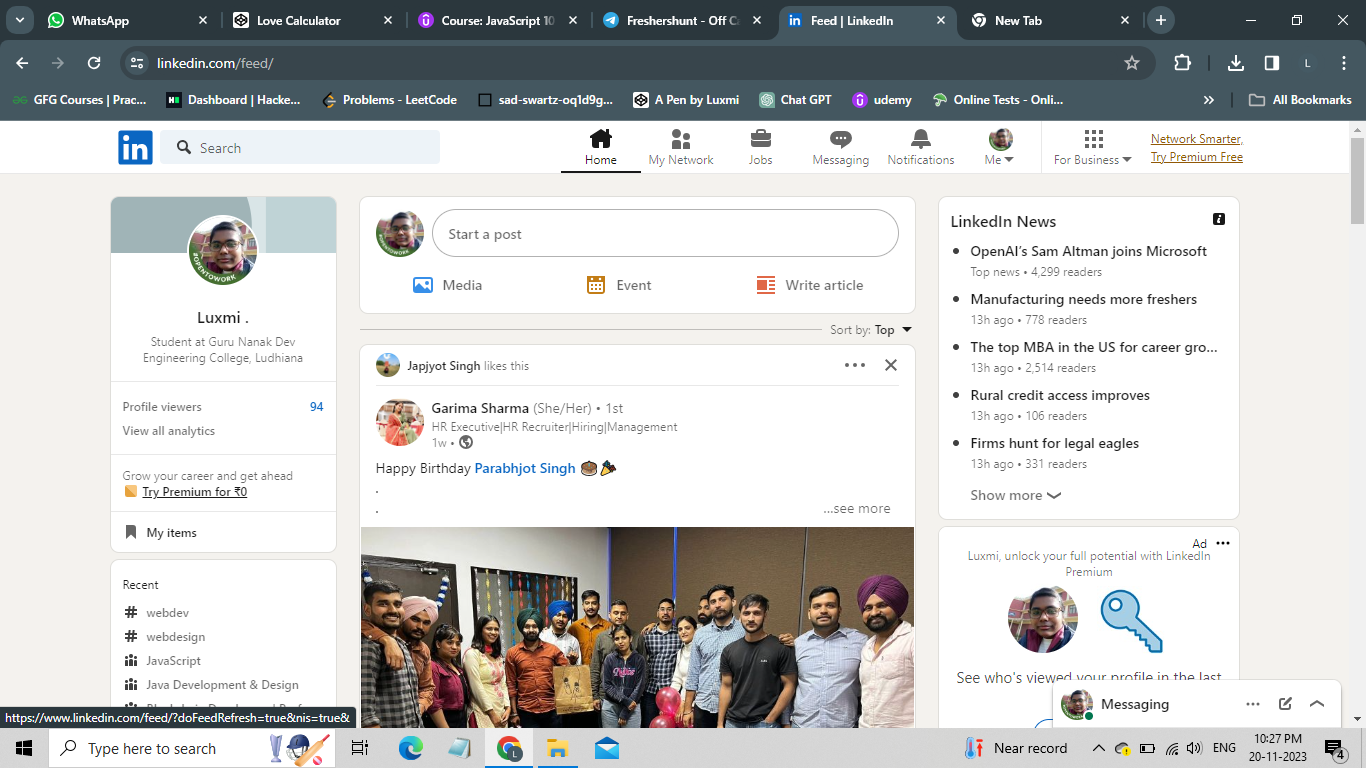 WhatsApp
Love Calculator
Course: JavaScript 10
Freshershunt - Off C
Feed | LinkedIn
New Tab
linkedin.com/feed/
L
GFG Courses | Prac...
Dashboard | Hacke...
Problems - LeetCode
sad-swartz-oq1d9g...
A Pen by Luxmi
Chat GPT
udemy
Online Tests - Onli...
All Bookmarks
in
Search
Home
My Network
Jobs
Messaging
Notifications
Me
For Business
Network Smarter,
Try Premium Free
#OPENTOWORK
Luxmi .
Student at Guru Nanak Dev
Engineering College, Ludhiana
Profile viewers 94
View all analytics
Grow your career and get ahead
Try Premium for ₹0
My items
Recent
# webdev
# webdesign
JavaScript
Java Development & Design
https://www.linkedin.com/feed/?doFeedRefresh=true&nis=true&
Start a post
Media
Event
Write article
Sort by: Top
Japjyot Singh likes this
Garima Sharma (She/Her) • 1st
HR Executive|HR Recruiter|Hiring|Management
1w •
Happy Birthday Parabhjot Singh
.
.
...see more
LinkedIn News
OpenAI's Sam Altman joins Microsoft
Top news • 4,299 readers
Manufacturing needs more freshers
13h ago • 778 readers
The top MBA in the US for career gro...
13h ago • 2,514 readers
Rural credit access improves
13h ago • 106 readers
Firms hunt for legal eagles
13h ago • 331 readers
Show more
Ad
Luxmi, unlock your full potential with LinkedIn
Premium
See who's viewed your profile in the last
Messaging
Type here to search
L
Near record
ENG
10:27 PM
20-11-2023
4